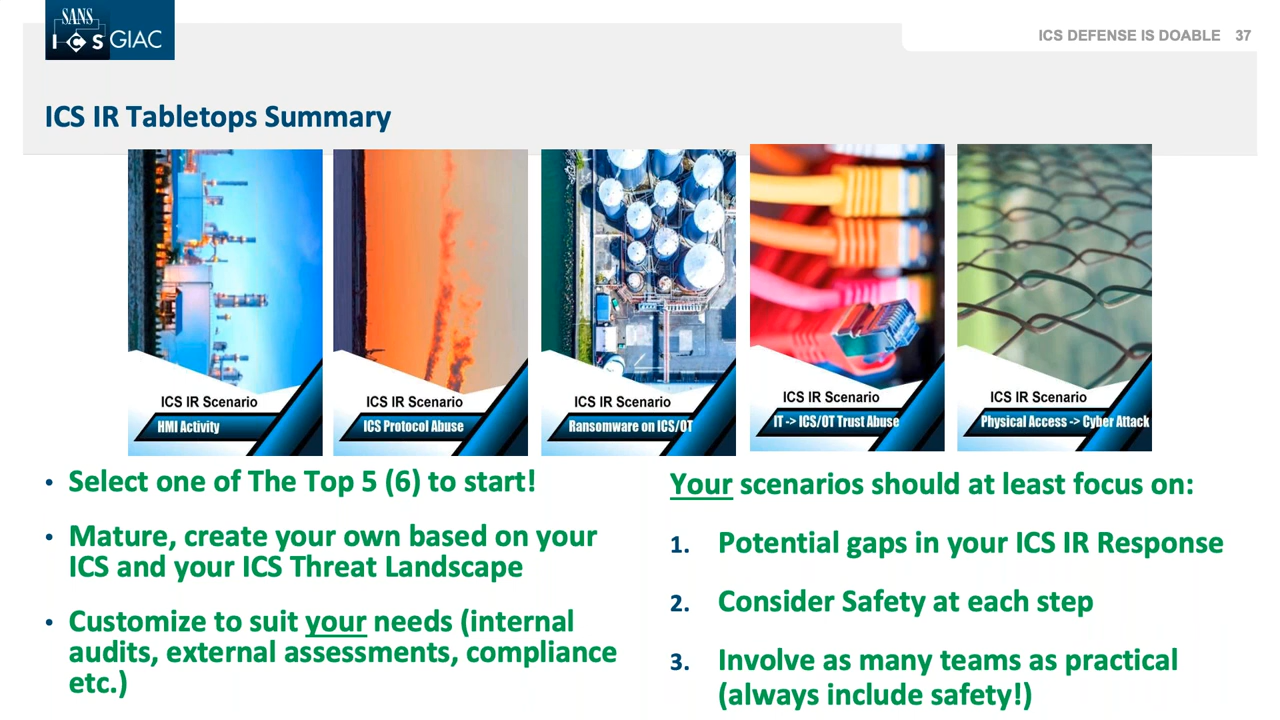 SANS
ICS GIAC
ICS DEFENSE IS DOABLE 37
ICS IR Tabletops Summary
ICS IR Scenario
HMI Activity
ICS IR Scenario
ICS Protocol Abuse
ICS IR Scenario
Ransomware on ICS/OT
ICS IR Scenario
IT -> ICS/OT Trust Abuse
ICS IR Scenario
Physical Access -> Cyber Attack
• Select one of The Top 5 (6) to start!
• Mature, create your own based on your
ICS and your ICS Threat Landscape
• Customize to suit your needs (internal
audits, external assessments, compliance
etc.)
Your scenarios should at least focus on:
1. Potential gaps in your ICS IR Response
2. Consider Safety at each step
3. Involve as many teams as practical
(always include safety!)